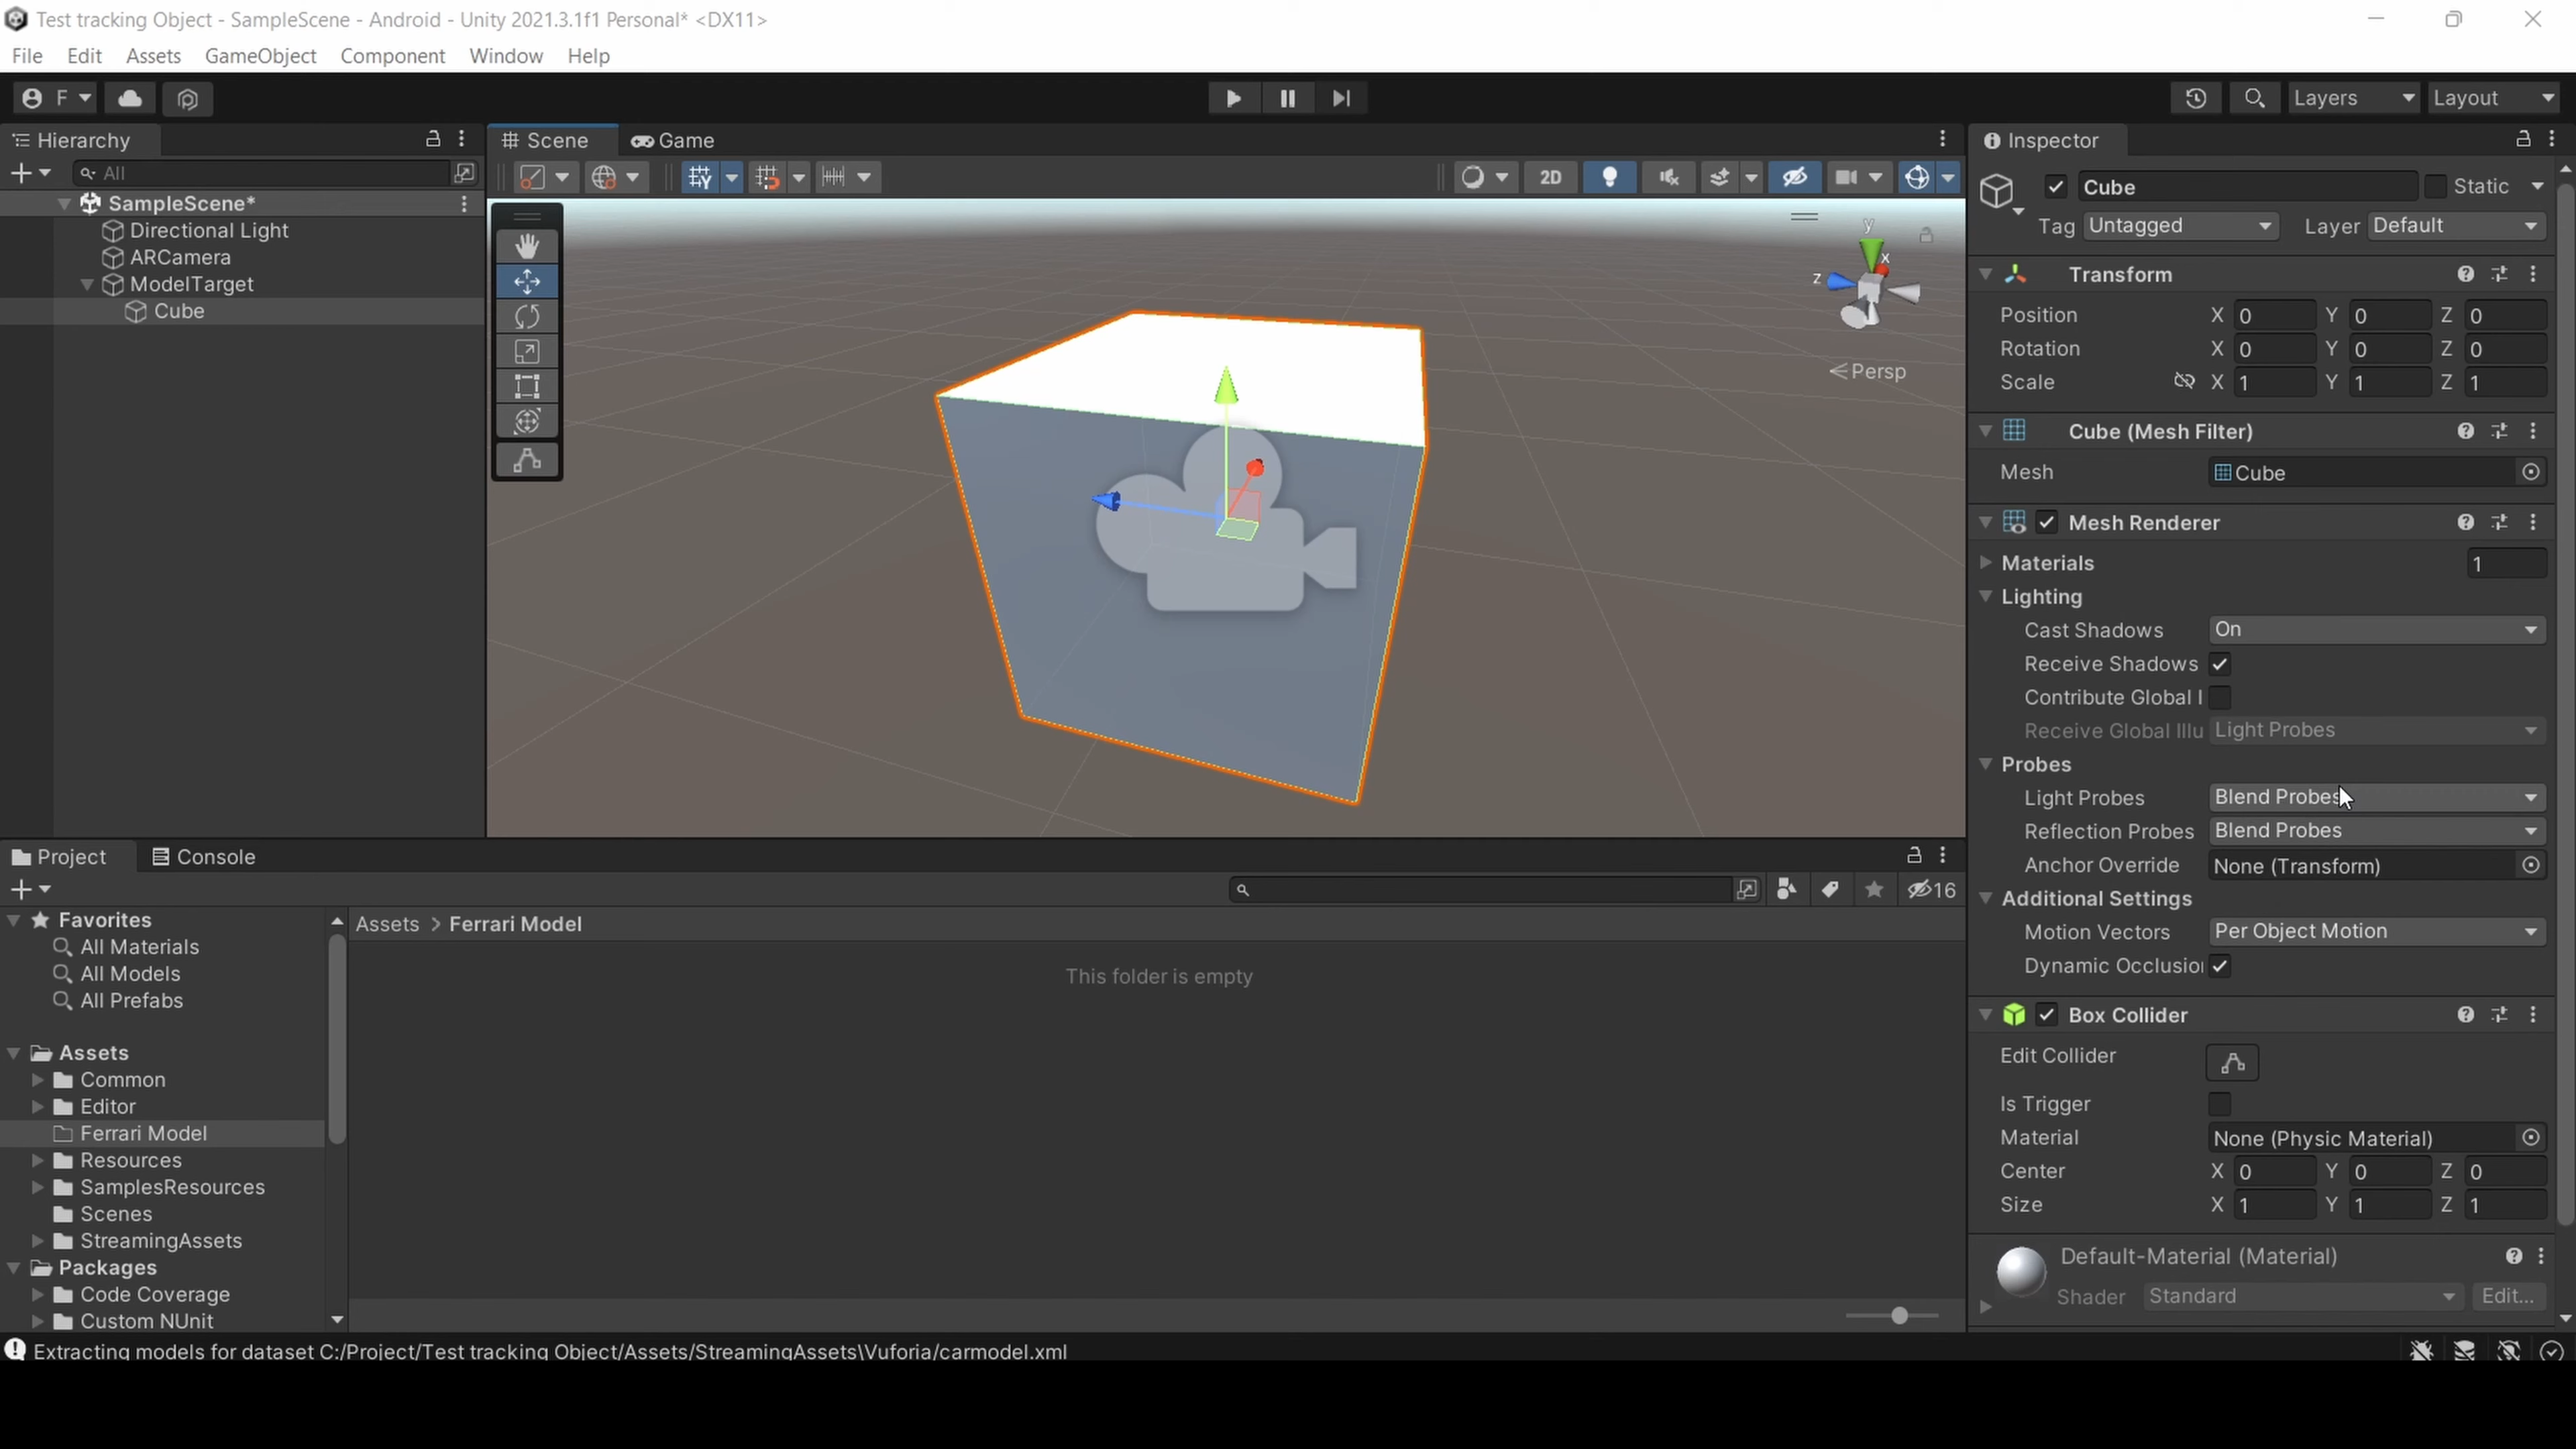 Test tracking Object - SampleScene - Android - Unity 2021.3.1f1 Personal* <DX11>
File Edit Assets GameObject Component Window Help
F Layers Layout
Hierarchy
All
SampleScene*
Directional Light
ARCamera
ModelTarget
Cube
Scene Game
2D
y
x
z
Persp
Inspector
Cube Static
Tag Untagged Layer Default
Transform
Position X 0 Y 0 Z 0
Rotation X 0 Y 0 Z 0
Scale X 1 Y 1 Z 1
Cube (Mesh Filter)
Mesh Cube
Mesh Renderer
Materials 1
Lighting
Cast Shadows On
Receive Shadows
Contribute Global I
Receive Global Illu Light Probes
Probes
Light Probes Blend Probes
Reflection Probes Blend Probes
Anchor Override None (Transform)
Additional Settings
Motion Vectors Per Object Motion
Dynamic Occlusio
Box Collider
Edit Collider
Is Trigger
Material None (Physic Material)
Center X 0 Y 0 Z 0
Size X 1 Y 1 Z 1
Default-Material (Material)
Shader Standard Edit...
Project Console
16
Favorites
All Materials
All Models
All Prefabs
Assets
Common
Editor
Ferrari Model
Resources
SamplesResources
Scenes
StreamingAssets
Packages
Code Coverage
Custom NUnit
Assets > Ferrari Model
This folder is empty
Extracting models for dataset C:/Project/Test tracking Object/Assets/StreamingAssets\Vuforia/carmodel.xml